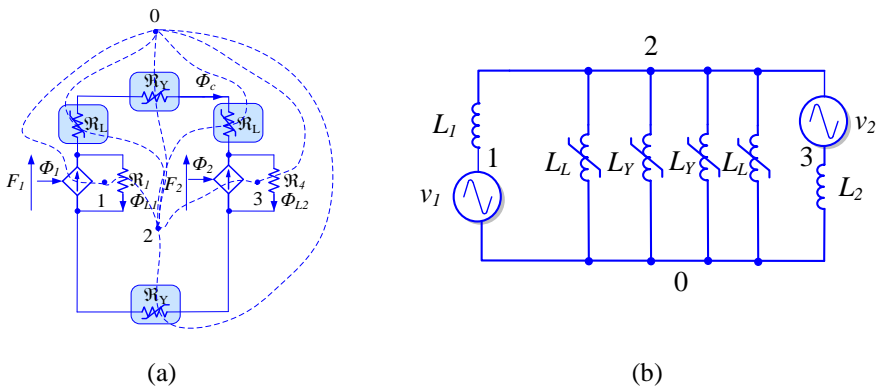 0
ℜY Φc
ℜL ℜL
F1 Φ1 ℜ1 F2 Φ2 ℜ4
1 ΦL1 3 ΦL2
2
ℜY
(a)
2
L1 v2
LL LY LY LL 3
1
v1 L2
0
(b)